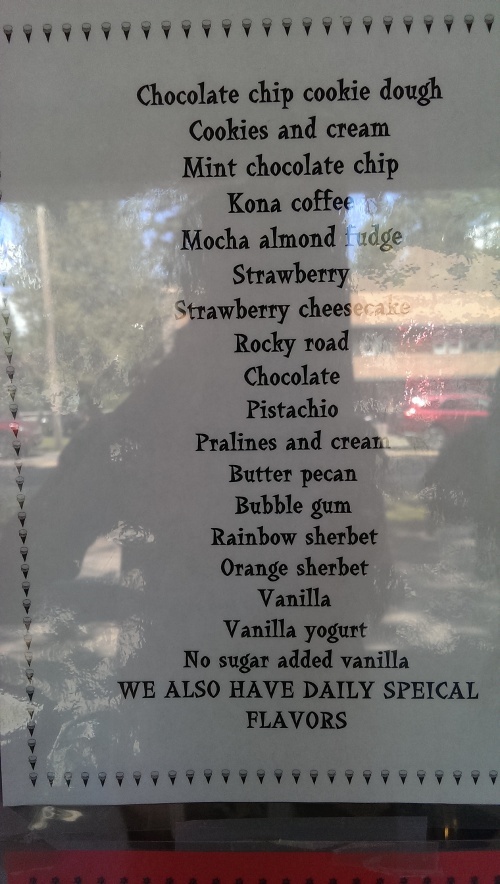 Chocolate chip cookie dough
Cookies and cream
Mint chocolate chip
Kona coffee
Mocha almond fudge
Strawberry
Strawberry cheesecake
Rocky road
Chocolate
Pistachio
Pralines and cream
Butter pecan
Bubble gum
Rainbow sherbet
Orange sherbet
Vanilla
Vanilla yogurt
No sugar added vanilla
WE ALSO HAVE DAILY SPEICAL
FLAVORS